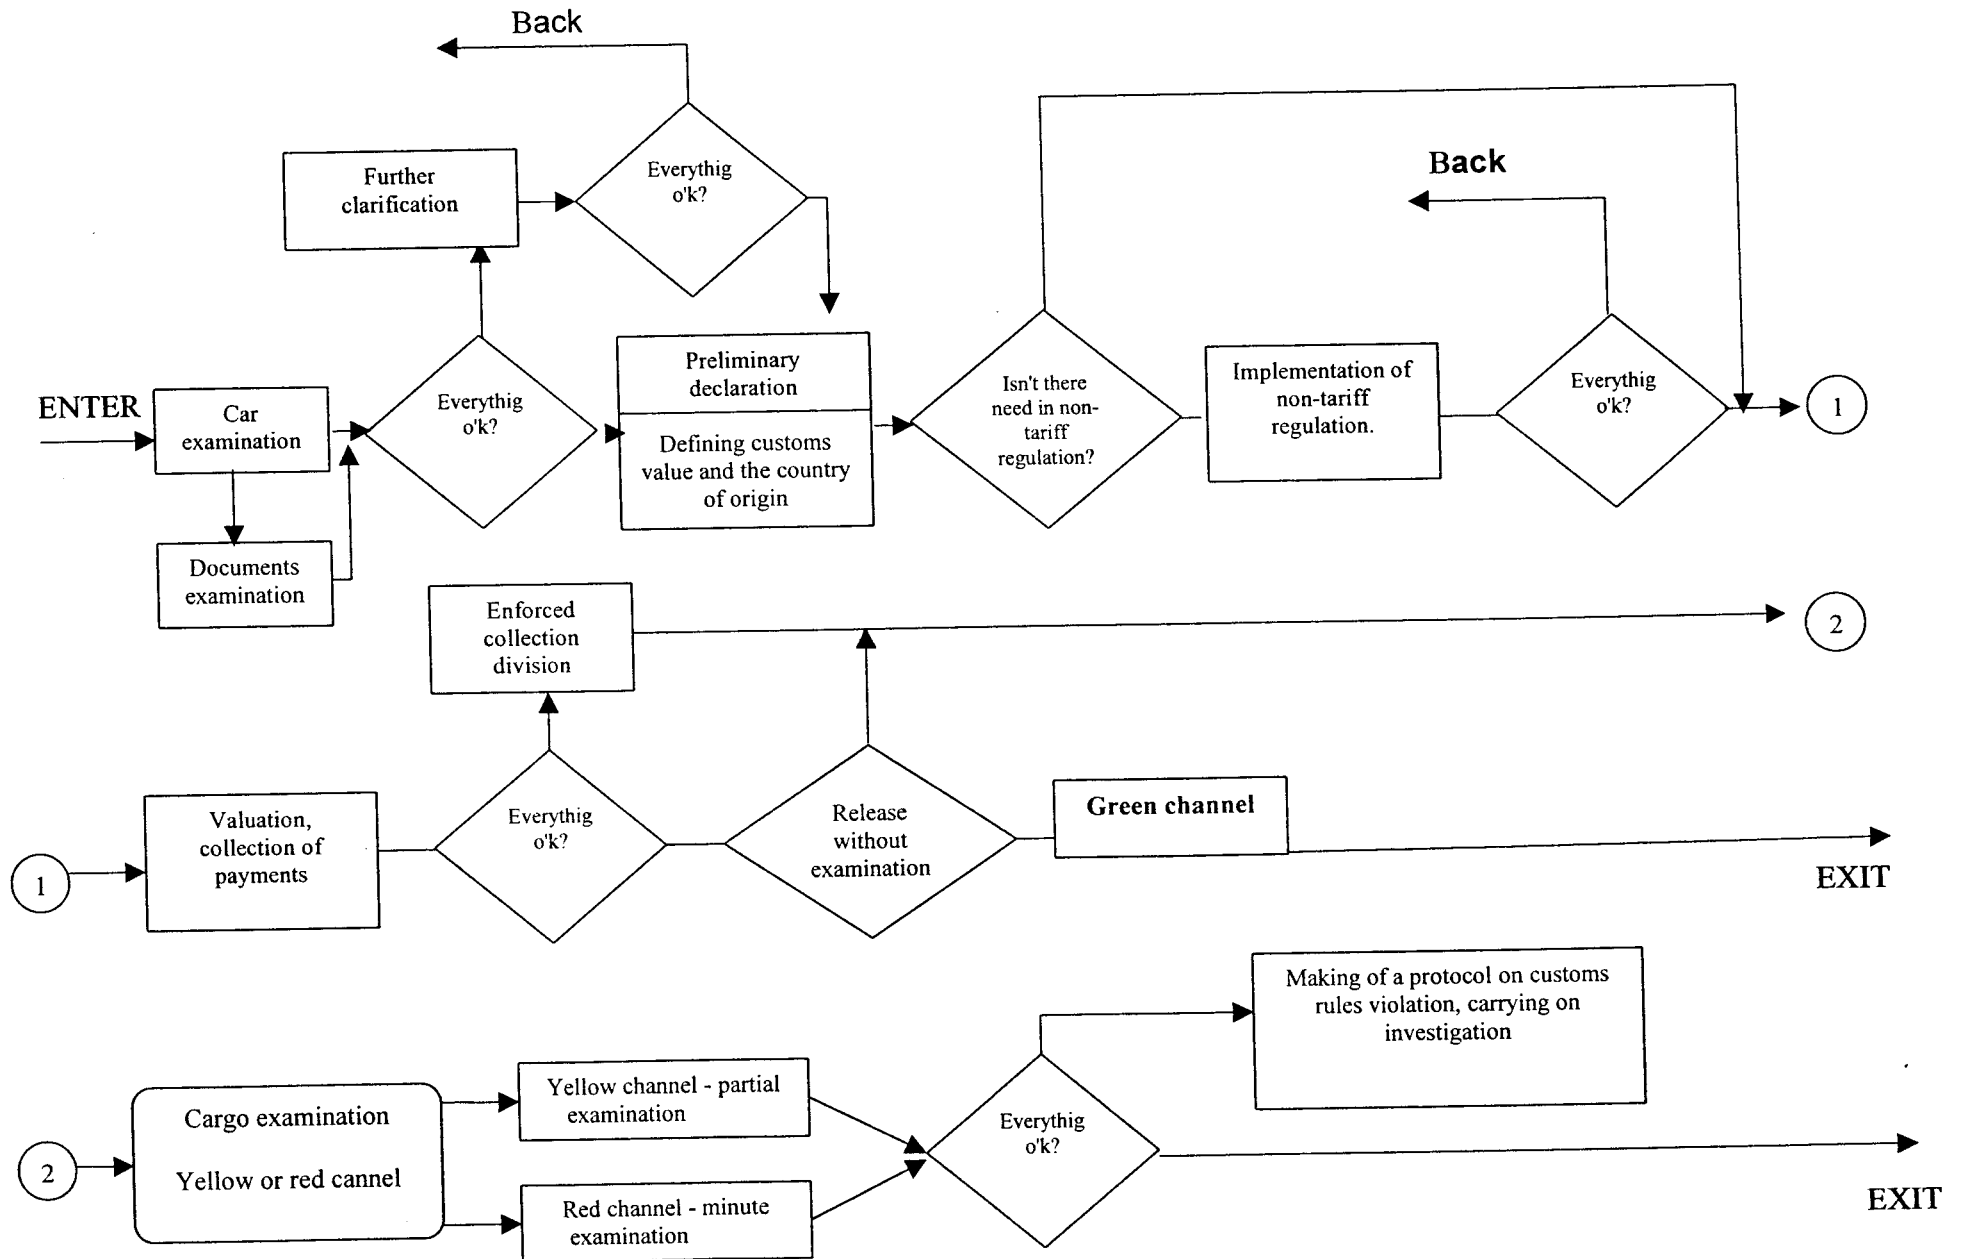 Back
Further
clarification
Everythig
o'k?
Back
ENTER
Car
examination
Documents
examination
Everythig
o'k?
Preliminary
declaration
Defining customs
value and the country
of origin
Isn't there
need in non-
tariff
regulation?
Implementation of
non-tariff
regulation.
Everythig
o'k?
1
Enforced
collection
division
2
1
Valuation,
collection of
payments
Everythig
o'k?
Release
without
examination
Green channel
EXIT
2
Cargo examination
Yellow or red cannel
Yellow channel - partial
examination
Red channel - minute
examination
Everythig
o'k?
Making of a protocol on customs
rules violation, carrying on
investigation
EXIT